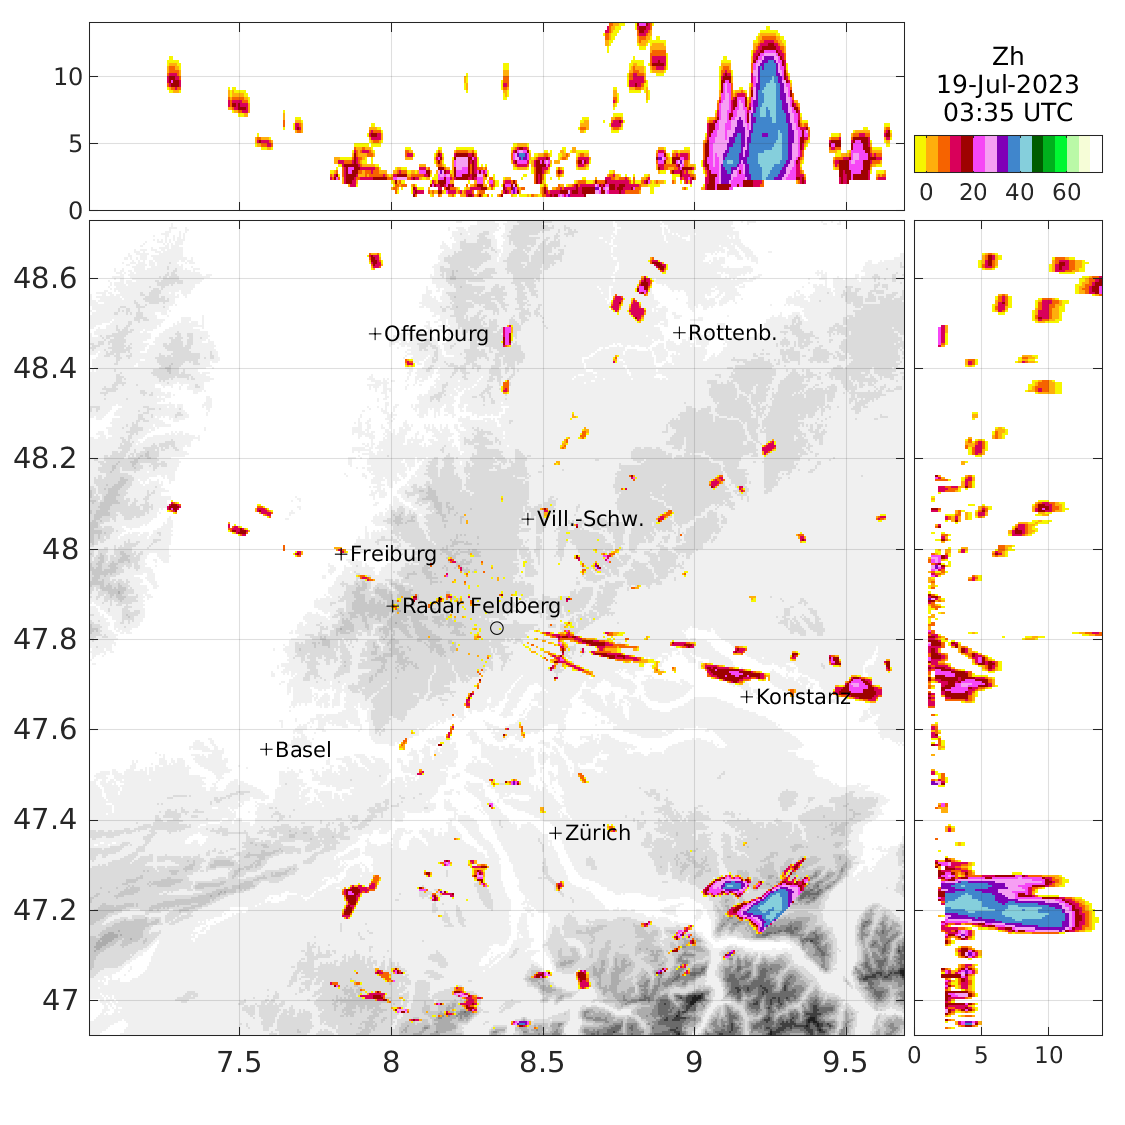 10
5
0
Zh
19-Jul-2023
03:35 UTC
0 20 40 60
48.6
48.4
48.2
48
47.8
47.6
47.4
47.2
47
+Offenburg
+Rottenb.
+Vill.-Schw.
+Freiburg
+Radar Feldberg
+Konstanz
+Basel
+Zürich
7.5 8 8.5 9 9.5
0 5 10